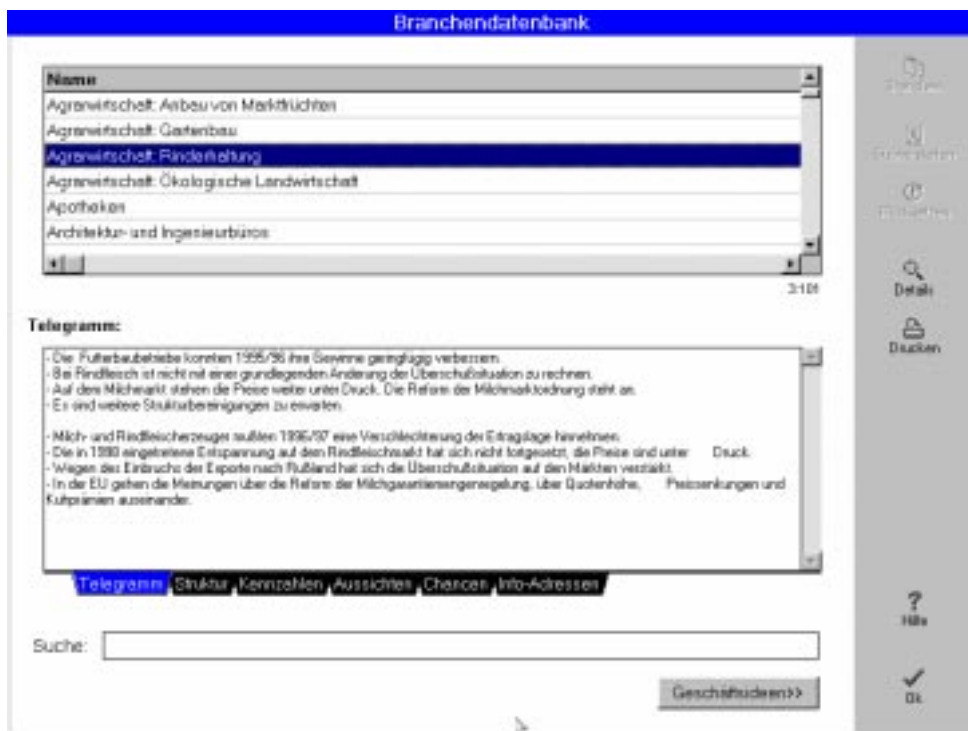 Branchendatenbank
Name
Agrarwirtschaft: Anbau von Marktfrüchten
Agrarwirtschaft: Gartenbau
Agrarwirtschaft: Rinderhaltung
Agrarwirtschaft: Ökologische Landwirtschaft
Apotheken
Architektur- und Ingenieurbüros
3:101
Details
Drucken
Telegramm:
- Die Futterbaubetriebe konnten 1995/96 ihre Gewinne geringfügig verbessern.
- Bei Rindfleisch ist nicht mit einer grundlegenden Änderung der Überschußsituation zu rechnen.
- Auf dem Milchmarkt stehen die Preise weiter unter Druck. Die Reform der Milchmarktordnung steht an.
- Es sind weitere Strukturbereinigungen zu erwarten.
- Milch- und Rindfleischerzeuger mußten 1996/97 eine Verschlechterung der Ertragslage hinnehmen.
- Die in 1998 eingetretene Entspannung auf dem Rindfleischmarkt hat sich nicht fortgesetzt, die Preise sind unter Druck.
- Wegen des Einbruchs der Exporte nach Rußland hat sich die Überschußsituation auf den Märkten verstärkt.
- In der EU gehen die Meinungen über die Reform der Milchgarantiemengenregelung, über Quotenhöhe, Preissenkungen und
Kuhprämien auseinander.
Telegramm Struktur Kennzahlen Aussichten Chancen Info-Adressen
Hilfe
Suche:
Geschäftsideen>>
Ok